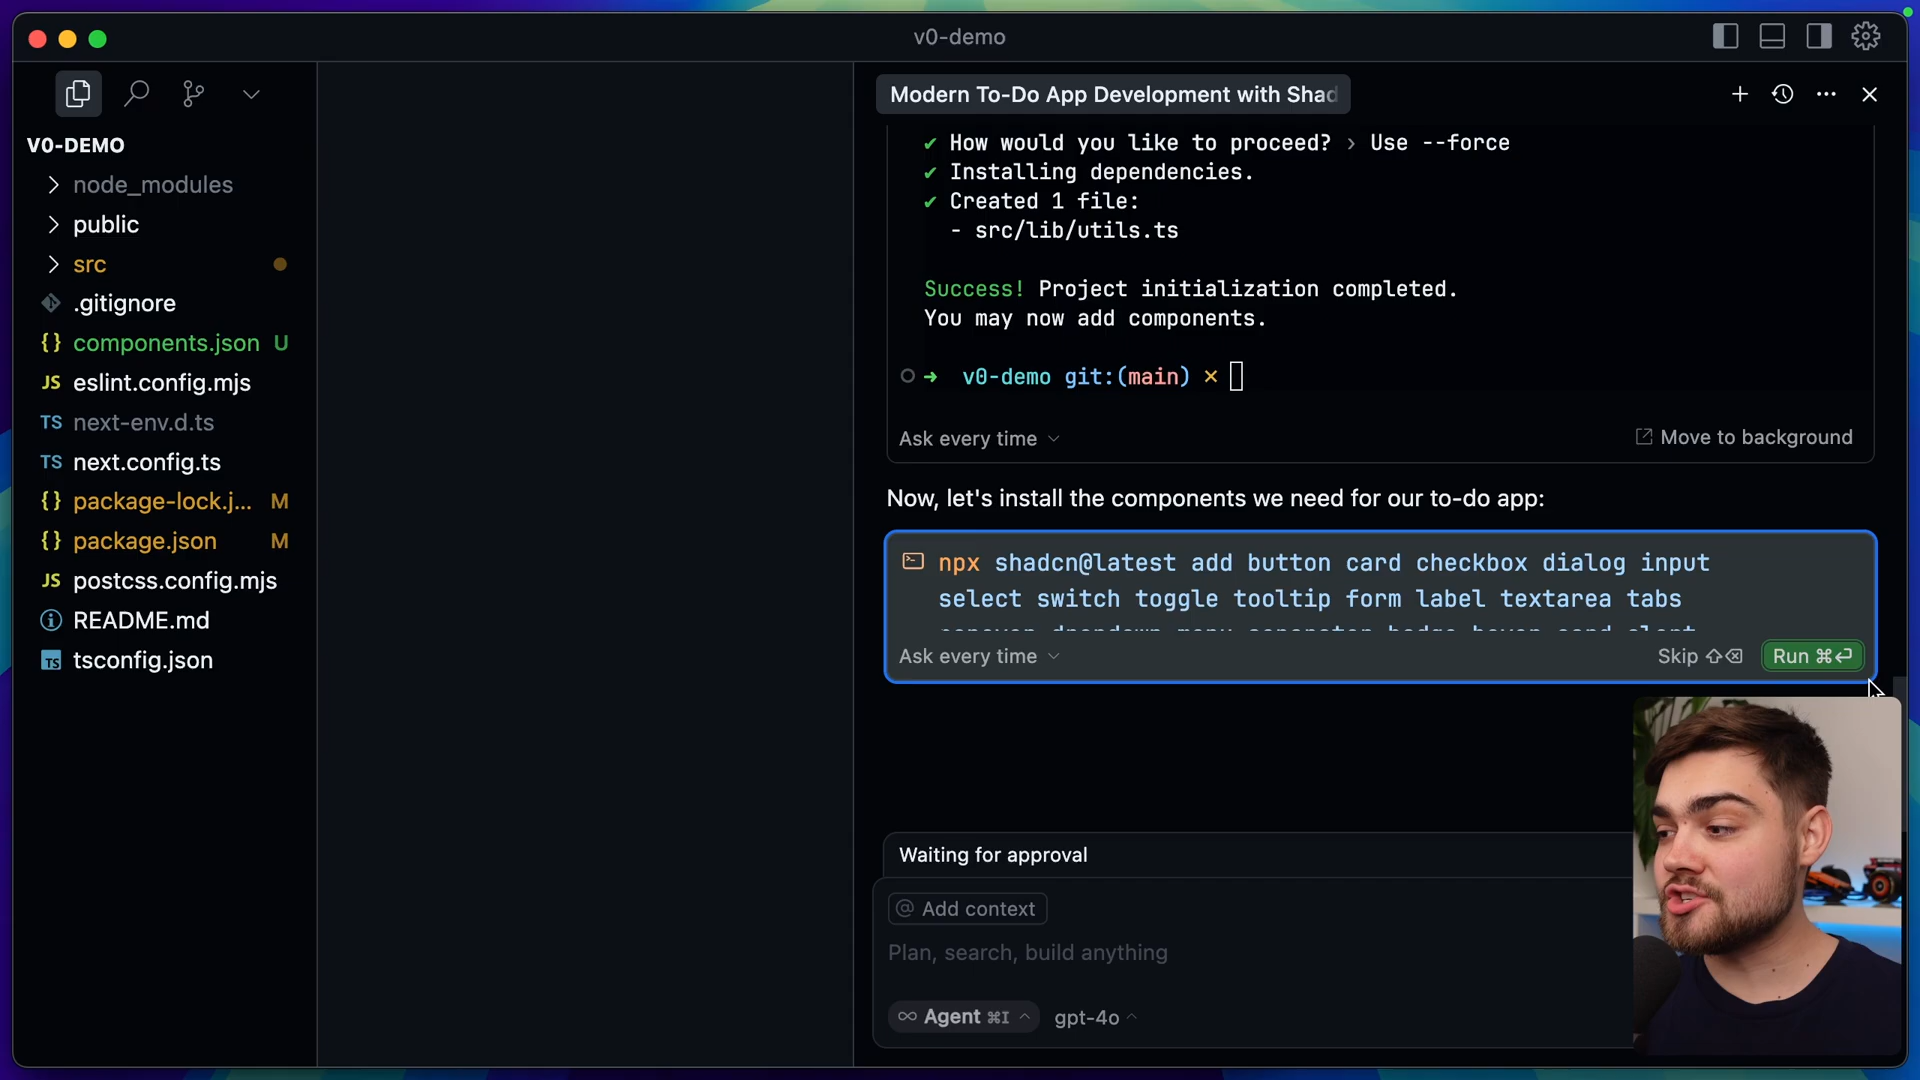 v0-demo
Modern To-Do App Development with Shad
V0-DEMO
node_modules
public
src
.gitignore
components.json U
JS eslint.config.mjs
TS next-env.d.ts
TS next.config.ts
package-lock.j... M
package.json M
JS postcss.config.mjs
README.md
TS tsconfig.json
✔ How would you like to proceed? › Use --force
✔ Installing dependencies.
✔ Created 1 file:
- src/lib/utils.ts
Success! Project initialization completed.
You may now add components.
➜ v0-demo git:(main) ✗
Ask every time
Move to background
Now, let's install the components we need for our to-do app:
npx shadcn@latest add button card checkbox dialog input
select switch toggle tooltip form label textarea tabs
Ask every time
Skip ⇧⌫
Run ⌘⏎
Waiting for approval
@ Add context
Plan, search, build anything
∞ Agent ⌘I
gpt-4o